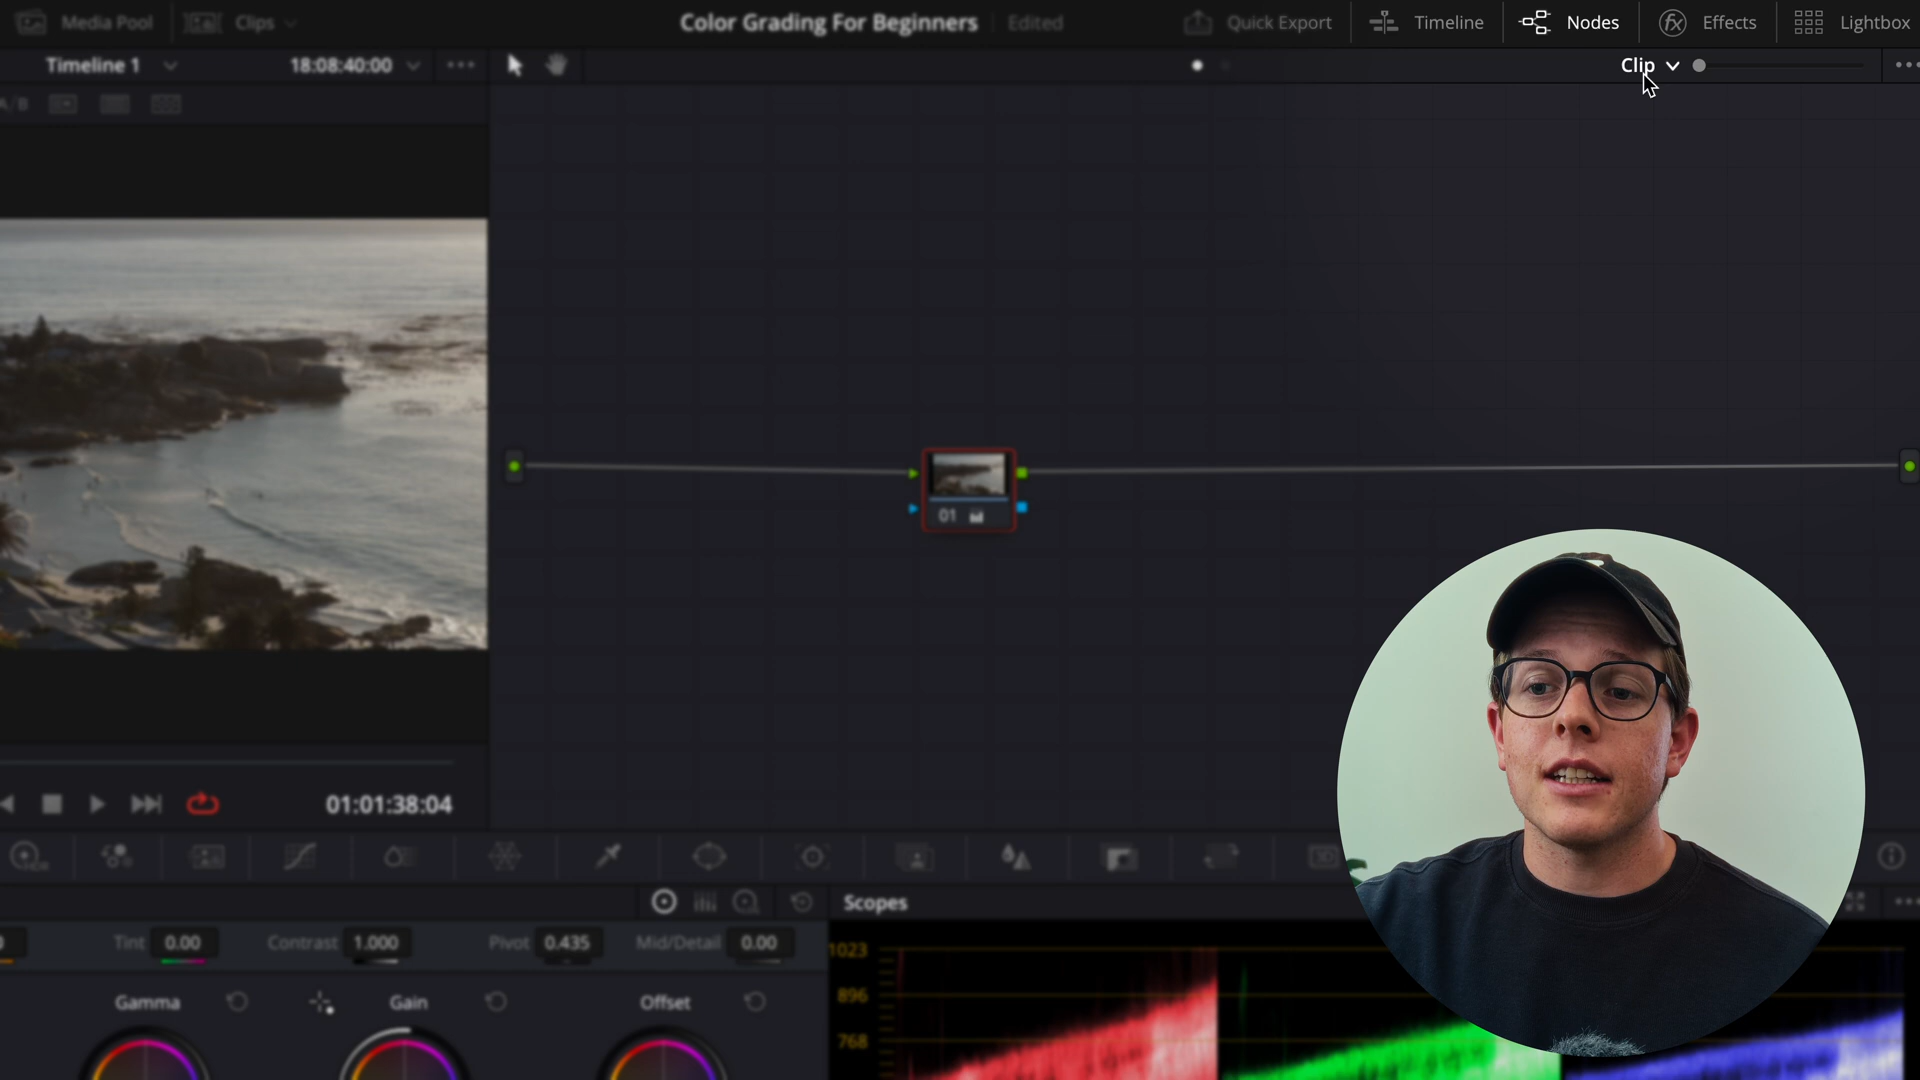 Media Pool
Clips
Color Grading For Beginners
Edited
Quick Export
Timeline
Nodes
fx
Effects
Lightbox
Timeline 1
18:08:40:00
Clip
A/B
01
01:01:38:04
Scopes
Tint 0.00
Contrast 1.000
Pivot 0.435
Mid/Detail 0.00
Gamma
Gain
Offset
1023
896
768